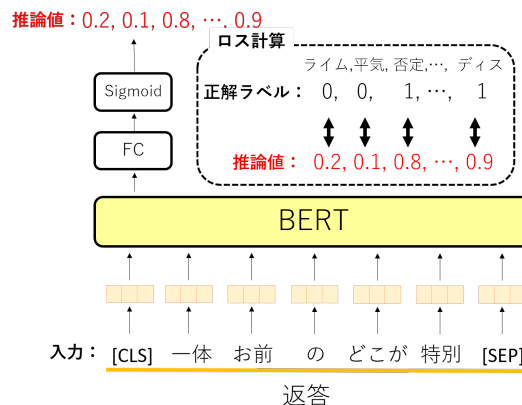 推論値：0.2, 0.1, 0.8, …. 0.9
ロス計算
ライム,平気,否定,…, ディス
正解ラベル： 0, 0, 1, …, 1
推論値： 0.2, 0.1, 0.8, …, 0.9
Sigmoid
FC
BERT
入力： [CLS] 一体 お前 の どこが 特別 [SEP]
返答